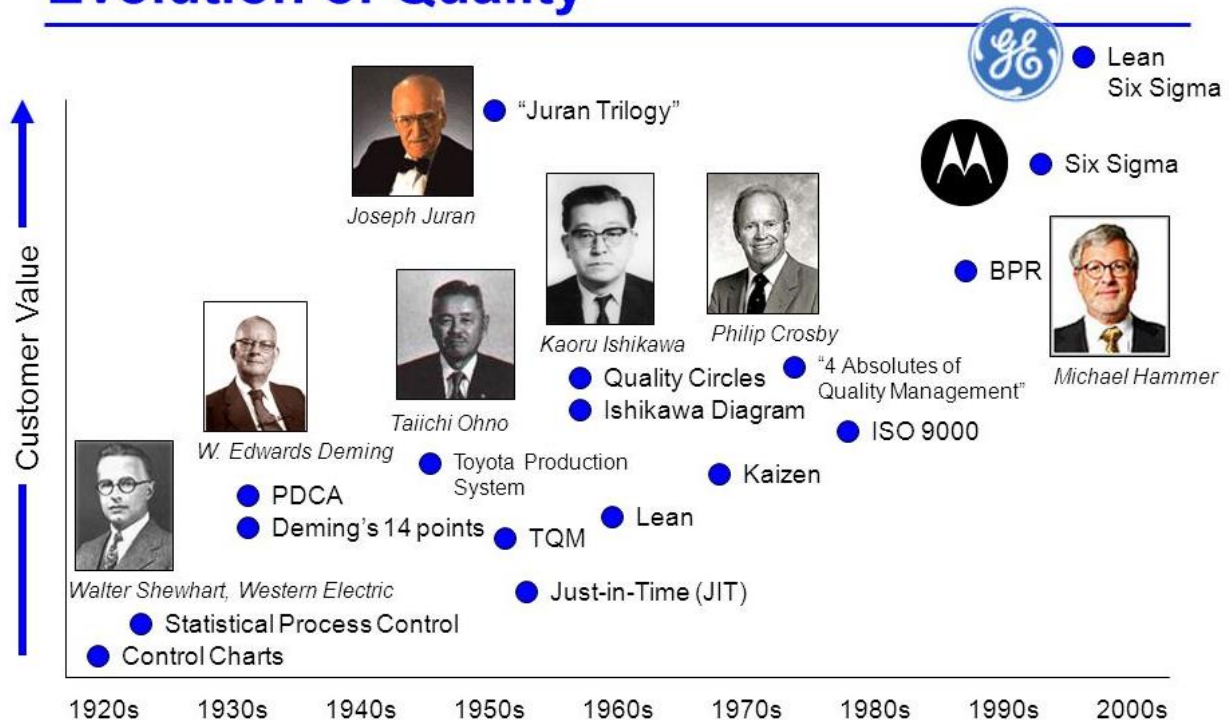 Evolution of Quality
GE
Lean
Six Sigma
"Juran Trilogy"
Six Sigma
Joseph Juran
BPR
Philip Crosby
Kaoru Ishikawa
"4 Absolutes of
Quality Management"
Michael Hammer
Quality Circles
Ishikawa Diagram
Taiichi Ohno
ISO 9000
W. Edwards Deming
Toyota Production
System
Kaizen
PDCA
Deming's 14 points
Lean
TQM
Walter Shewhart, Western Electric
Just-in-Time (JIT)
Statistical Process Control
Control Charts
Customer Value
1920s 1930s 1940s 1950s 1960s 1970s 1980s 1990s 2000s